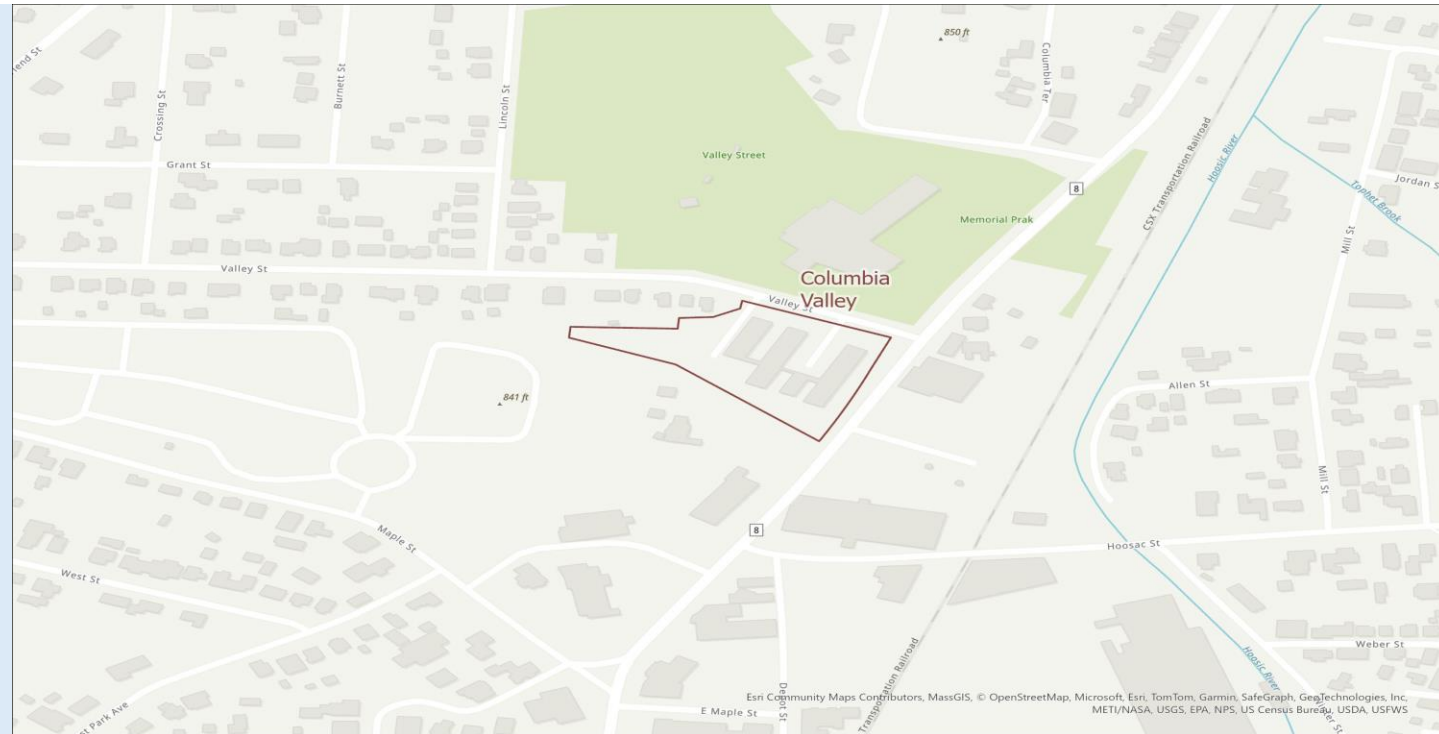 850 ft
Columbia Ter
Crossing St
Burnett St
Lincoln St
CSX Transportation Railroad
Hoosic River
Valley Street
Grant St
8
Jordan S
Tophet Brook
Memorial Prak
Mill St
Valley St
Columbia
Valley
Valley St
Allen St
841 ft
Mill St
8
Maple St
Hoosac St
West St
Weber St
Hoosic River
Transportation Railroad
Depot St
E Maple St
st Park Ave
Esri Community Maps Contributors, MassGIS, © OpenStreetMap, Microsoft, Esri, TomTom, Garmin, SafeGraph, GeoTechnologies, Inc,
METI/NASA, USGS, EPA, NPS, US Census Bureau, USDA, USFWS